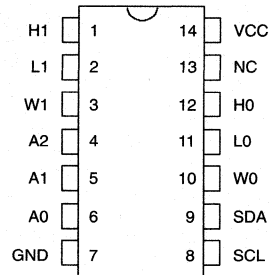 H1 1 14 VCC
L1 2 13 NC
W1 3 12 H0
A2 4 11 L0
A1 5 10 W0
A0 6 9 SDA
GND 7 8 SCL